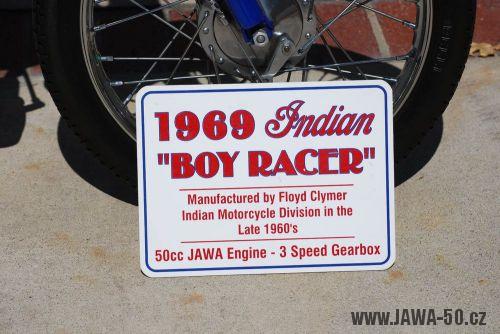 1969 Indian
"BOY RACER"
Manufactured by Floyd Clymer
Indian Motorcycle Division in the
Late 1960's
50cc JAWA Engine - 3 Speed Gearbox
www.JAWA-50.cz